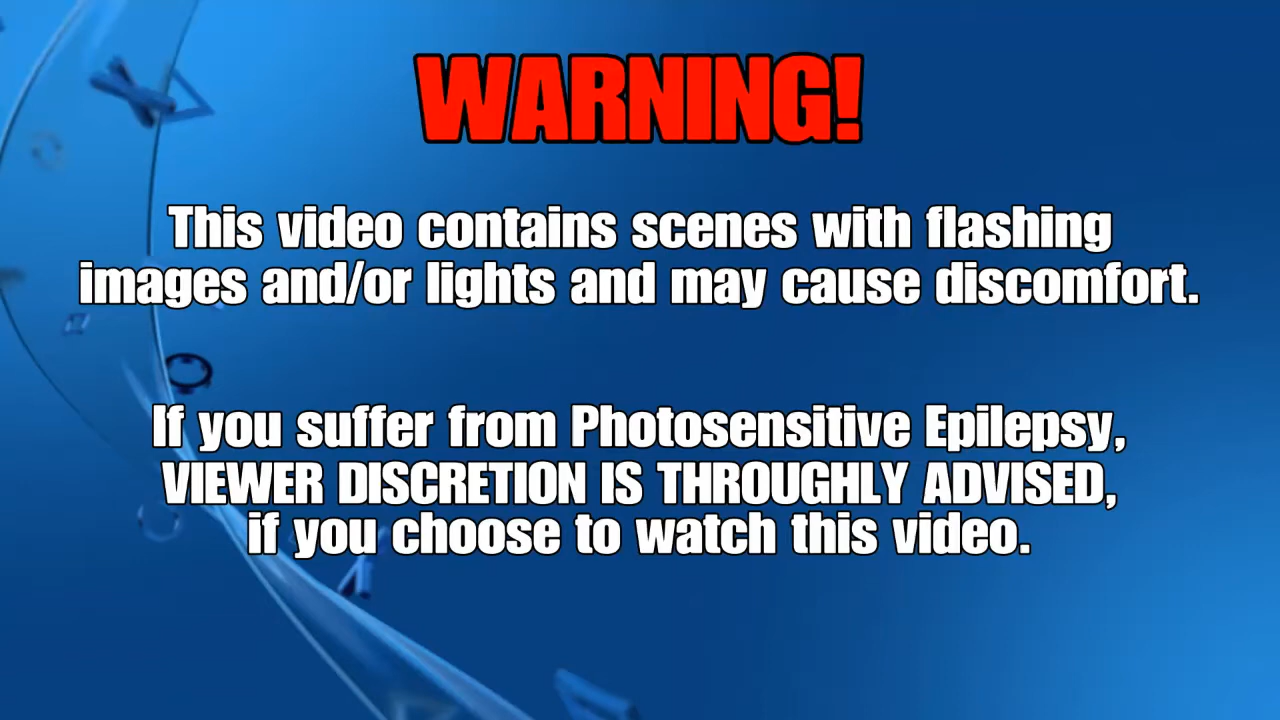 WARNING!
This video contains scenes with flashing
images and/or lights and may cause discomfort.
If you suffer from Photosensitive Epilepsy,
VIEWER DISCRETION IS THROUGHLY ADVISED,
if you choose to watch this video.